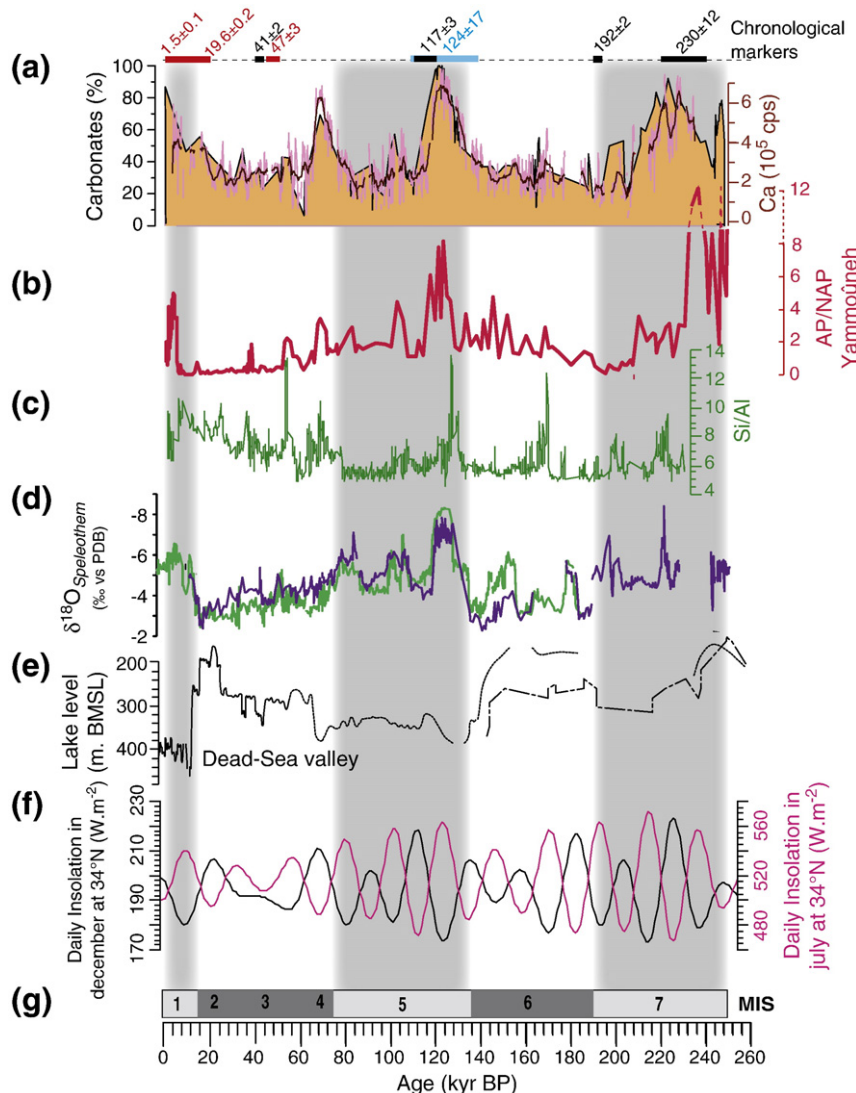 1.5±0.1
19.6±0.2
41±2
47±3
117±3
124±17
192±2
230±12
Chronological
markers
(a)
100
80
60
40
20
0
Carbonates (%)
6
4
2
0
Ca (10⁵ cps)
(b)
12
8
6
4
2
0
AP/NAP
Yammoûneh
(c)
14
12
10
8
6
4
Si/Al
(d)
-8
-6
-4
-2
δ¹⁸O Speleothem
(‰ vs PDB)
(e)
200
300
400
Lake level
(m. BMSL)
Dead-Sea valley
(f)
230
210
190
170
Daily Insolation in
december at 34°N (W.m⁻²)
560
520
480
Daily Insolation in
july at 34°N (W.m⁻²)
(g)
1 2 3 4 5 6 7 MIS
0 20 40 60 80 100 120 140 160 180 200 220 240 260
Age (kyr BP)